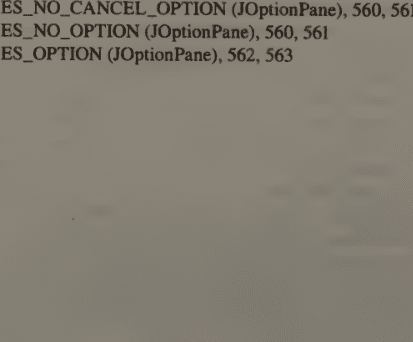 ES_NO_CANCEL_OPTION (JOptionPane), 560, 561
ES_NO_OPTION (JOptionPane), 560, 561
ES_OPTION (JOptionPane), 562, 563